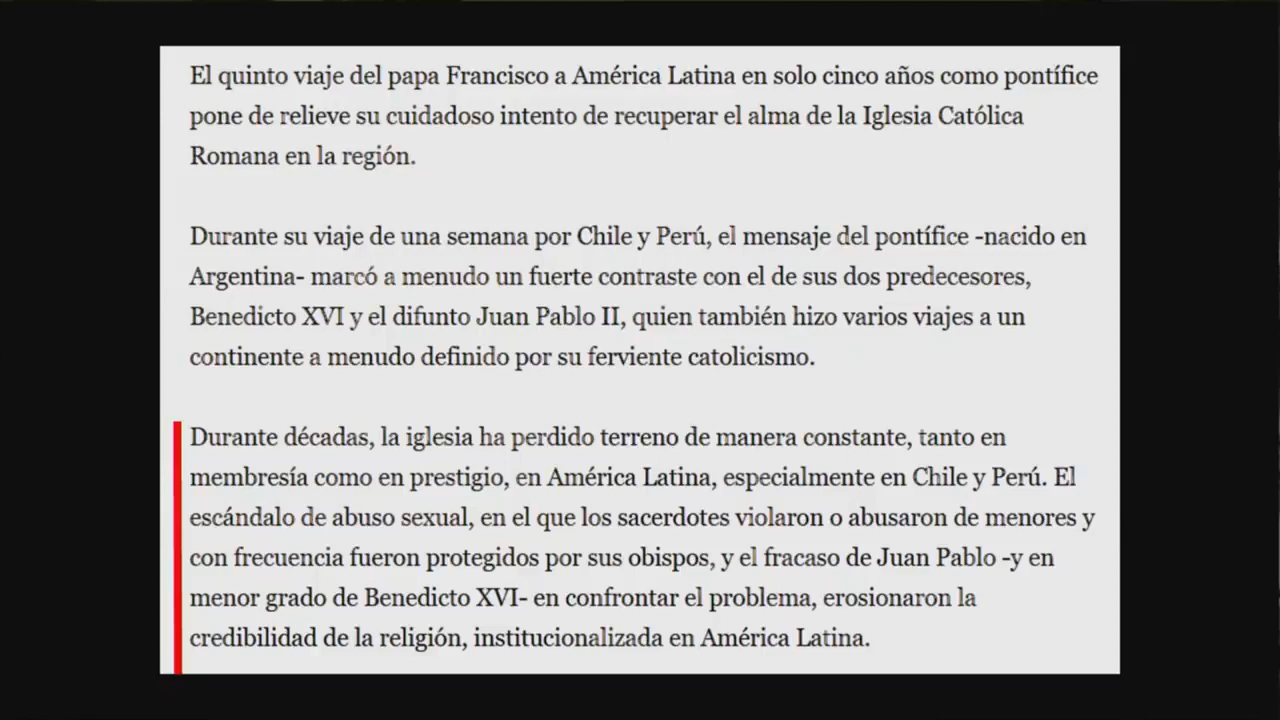 El quinto viaje del papa Francisco a América Latina en solo cinco años como pontífice
pone de relieve su cuidadoso intento de recuperar el alma de la Iglesia Católica
Romana en la región.
Durante su viaje de una semana por Chile y Perú, el mensaje del pontífice -nacido en
Argentina- marcó a menudo un fuerte contraste con el de sus dos predecesores,
Benedicto XVI y el difunto Juan Pablo II, quien también hizo varios viajes a un
continente a menudo definido por su ferviente catolicismo.
Durante décadas, la iglesia ha perdido terreno de manera constante, tanto en
membresía como en prestigio, en América Latina, especialmente en Chile y Perú. El
escándalo de abuso sexual, en el que los sacerdotes violaron o abusaron de menores y
con frecuencia fueron protegidos por sus obispos, y el fracaso de Juan Pablo -y en
menor grado de Benedicto XVI- en confrontar el problema, erosionaron la
credibilidad de la religión, institucionalizada en América Latina.